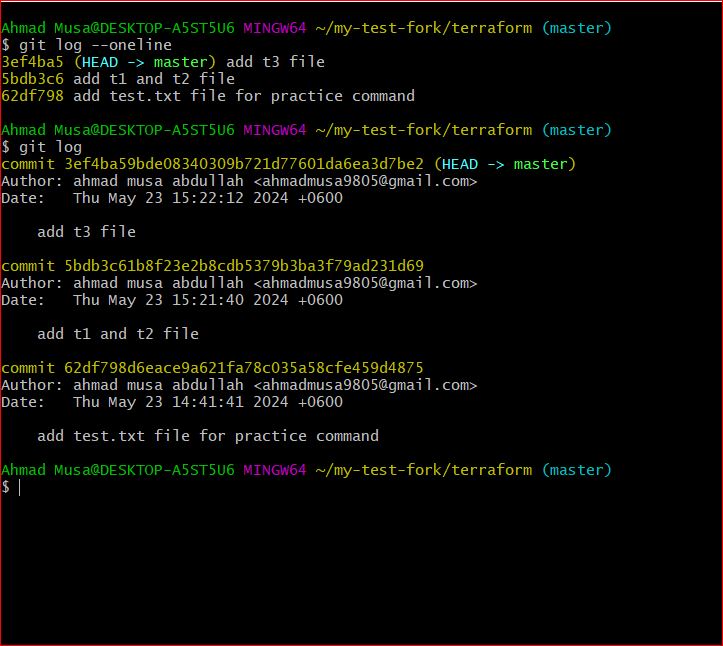 Ahmad Musa@DESKTOP-A5ST5U6 MINGW64 ~/my-test-fork/terraform (master)
$ git log --oneline
3ef4ba5 (HEAD -> master) add t3 file
5bdb3c6 add t1 and t2 file
62df798 add test.txt file for practice command
Ahmad Musa@DESKTOP-A5ST5U6 MINGW64 ~/my-test-fork/terraform (master)
$ git log
commit 3ef4ba59bde08340309b721d77601da6ea3d7be2 (HEAD -> master)
Author: ahmad musa abdullah <ahmadmusa9805@gmail.com>
Date:   Thu May 23 15:22:12 2024 +0600
    add t3 file
commit 5bdb3c61b8f23e2b8cdb5379b3ba3f79ad231d69
Author: ahmad musa abdullah <ahmadmusa9805@gmail.com>
Date:   Thu May 23 15:21:40 2024 +0600
    add t1 and t2 file
commit 62df798d6eace9a621fa78c035a58cfe459d4875
Author: ahmad musa abdullah <ahmadmusa9805@gmail.com>
Date:   Thu May 23 14:41:41 2024 +0600
    add test.txt file for practice command
Ahmad Musa@DESKTOP-A5ST5U6 MINGW64 ~/my-test-fork/terraform (master)
$